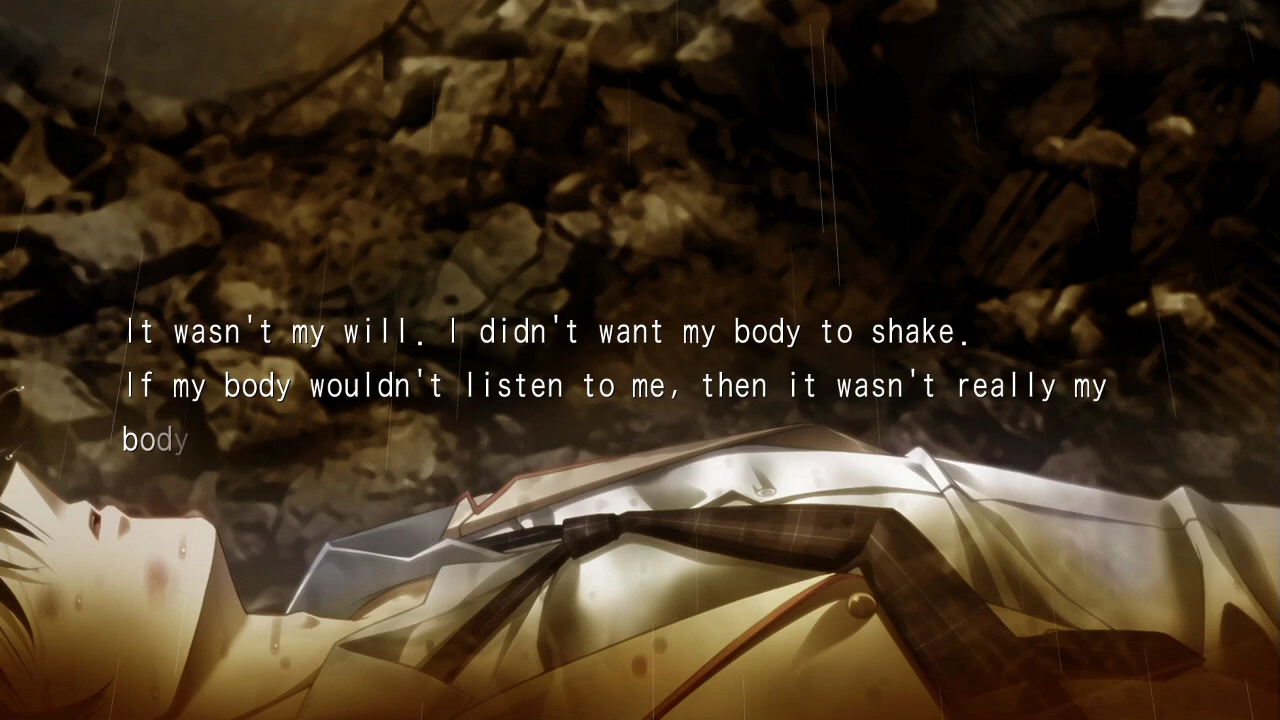 It wasn't my will. I didn't want my body to shake.
If my body wouldn't listen to me, then it wasn't really my
body